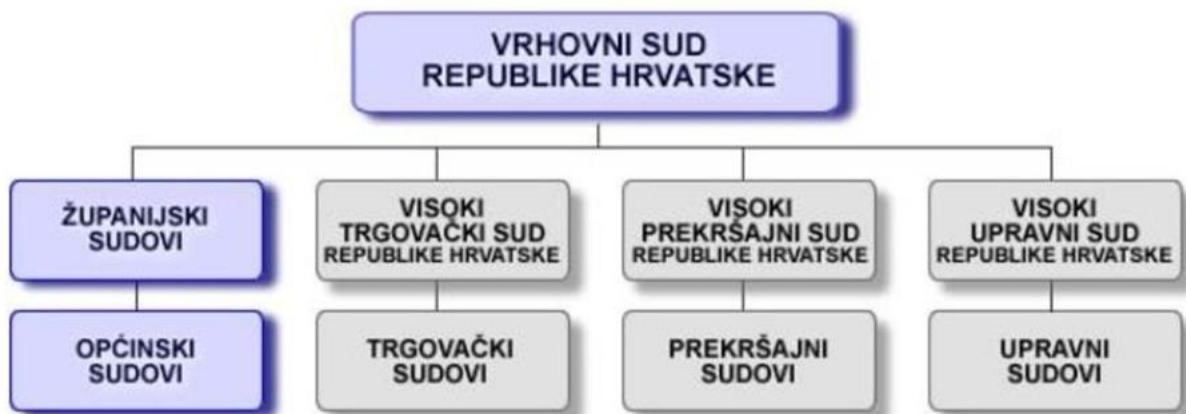 VRHOVNI SUD
REPUBLIKE HRVATSKE
ŽUPANIJSKI
SUDOVI
VISOKI
TRGOVAČKI SUD
REPUBLIKE HRVATSKE
VISOKI
PREKRŠAJNI SUD
REPUBLIKE HRVATSKE
VISOKI
UPRAVNI SUD
REPUBLIKE HRVATSKE
OPĆINSKI
SUDOVI
TRGOVAČKI
SUDOVI
PREKRŠAJNI
SUDOVI
UPRAVNI
SUDOVI